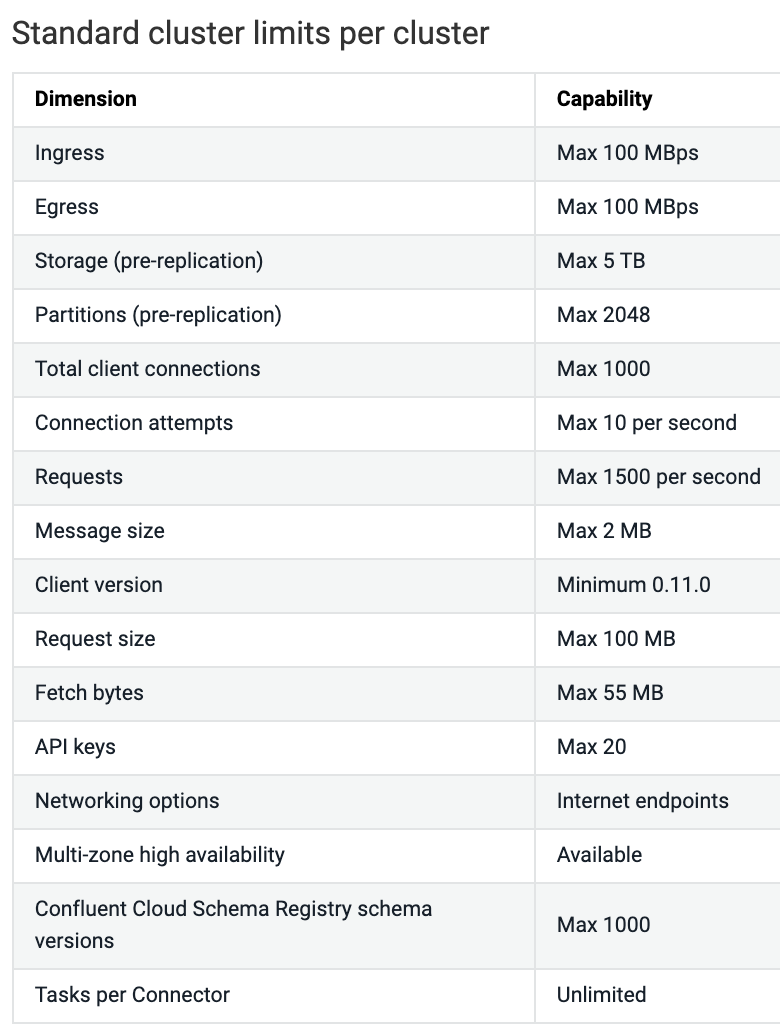 Standard cluster limits per cluster
Dimension Capability
Ingress Max 100 MBps
Egress Max 100 MBps
Storage (pre-replication) Max 5 TB
Partitions (pre-replication) Max 2048
Total client connections Max 1000
Connection attempts Max 10 per second
Requests Max 1500 per second
Message size Max 2 MB
Client version Minimum 0.11.0
Request size Max 100 MB
Fetch bytes Max 55 MB
API keys Max 20
Networking options Internet endpoints
Multi-zone high availability Available
Confluent Cloud Schema Registry schema
versions
Max 1000
Tasks per Connector Unlimited